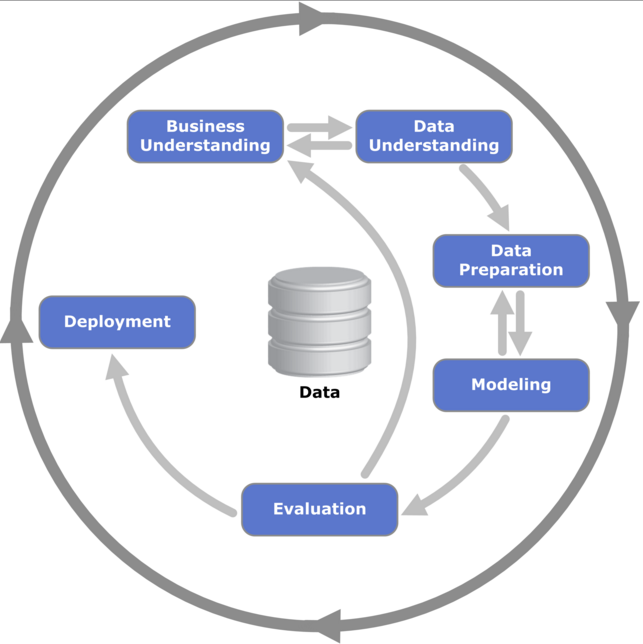 Business
Understanding
Data
Understanding
Data
Preparation
Deployment
Modeling
Data
Evaluation